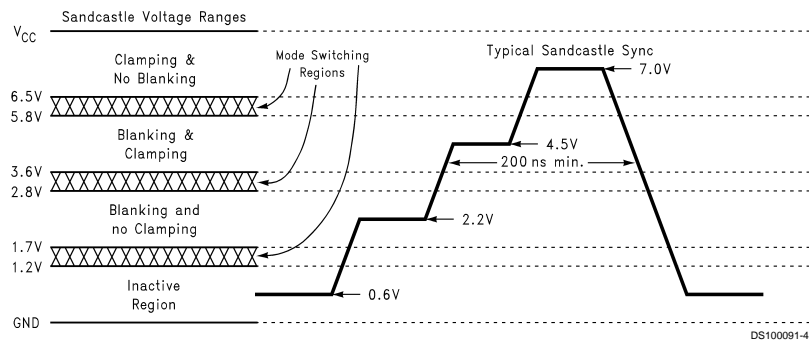 Sandcastle Voltage Ranges
V_CC
Clamping &
No Blanking
Mode Switching
Regions
Typical Sandcastle Sync
7.0V
6.5V
5.8V
Blanking &
Clamping
4.5V
200 ns min.
3.6V
2.8V
Blanking and
no Clamping
2.2V
1.7V
1.2V
Inactive
Region
0.6V
GND
DS100091-4